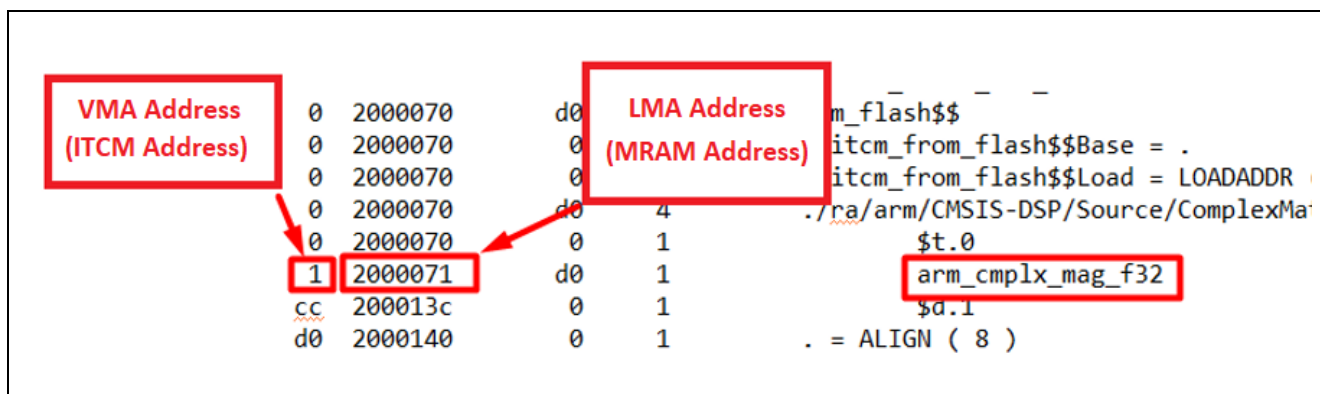 VMA Address
(ITCM Address)
LMA Address
(MRAM Address)
0 2000070 d0 m_flash$$
0 2000070 0 itcm_from_flash$$Base = .
0 2000070 0 itcm_from_flash$$Load = LOADADDR (
0 2000070 d0 4 ./ra/arm/CMSIS-DSP/Source/ComplexMat
0 2000070 0 1 $t.0
1 2000071 d0 1 arm_cmplx_mag_f32
cc 200013c 0 1 $d.1
d0 2000140 0 1 . = ALIGN ( 8 )